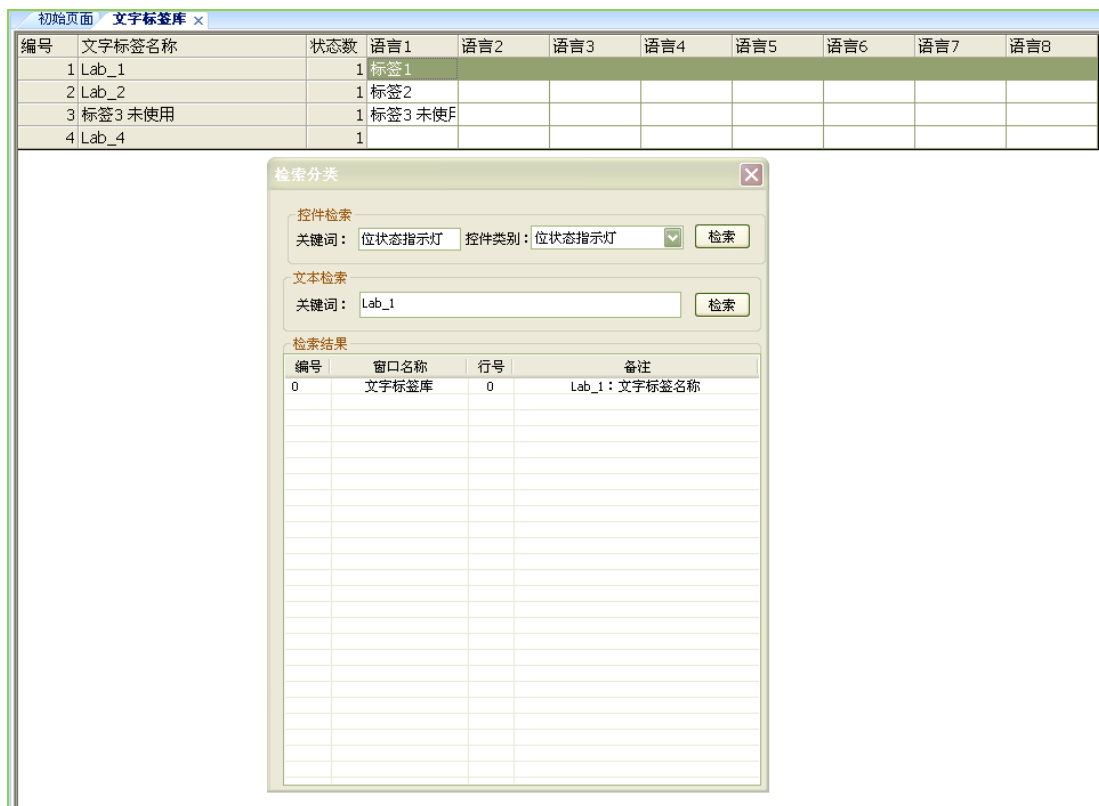 初始页面 文字标签库
编号 文字标签名称 状态数 语言1 语言2 语言3 语言4 语言5 语言6 语言7 语言8
1 Lab_1 1 标签1
2 Lab_2 1 标签2
3 标签3 未使用 1 标签3 未使用
4 Lab_4 1
检索分类
控件检索
关键词： 位状态指示灯 控件类别： 位状态指示灯 检索
文本检索
关键词： Lab_1 检索
检索结果
编号 窗口名称 行号 备注
0 文字标签库 0 Lab_1：文字标签名称